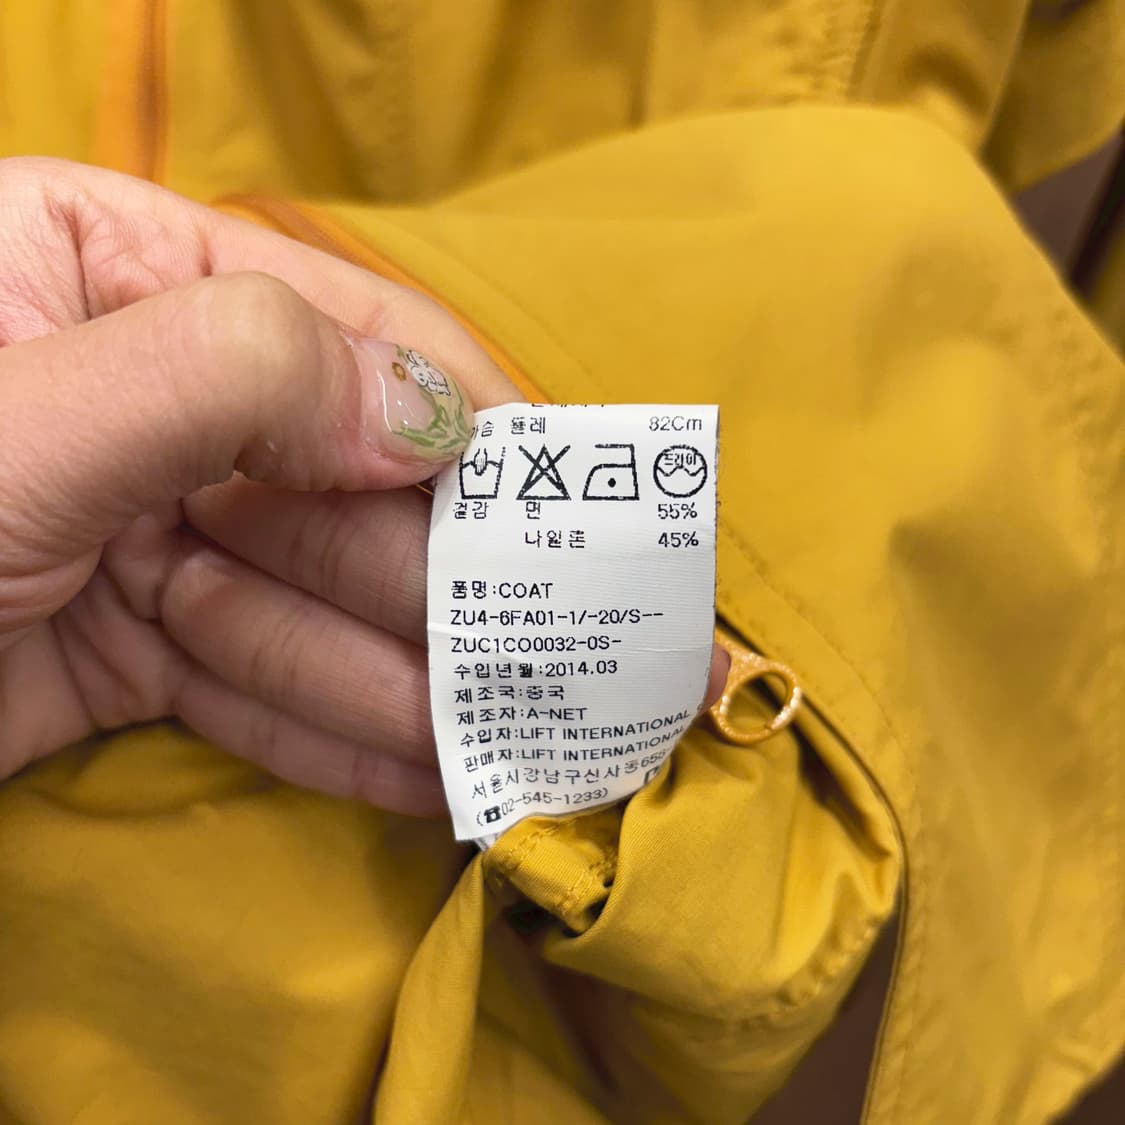 가슴 둘레 82Cm
드라이
겉감 면 55%
나일론 45%
품명:COAT
ZU4-6FA01-1/-20/S--
ZUC1CO0032-0S-
수입년월:2014.03
제조국:중국
제조자:A-NET
수입자:LIFT INTERNATIONAL
판매자:LIFT INTERNATIONAL
서울시강남구신사동65
(☎02-545-1233)